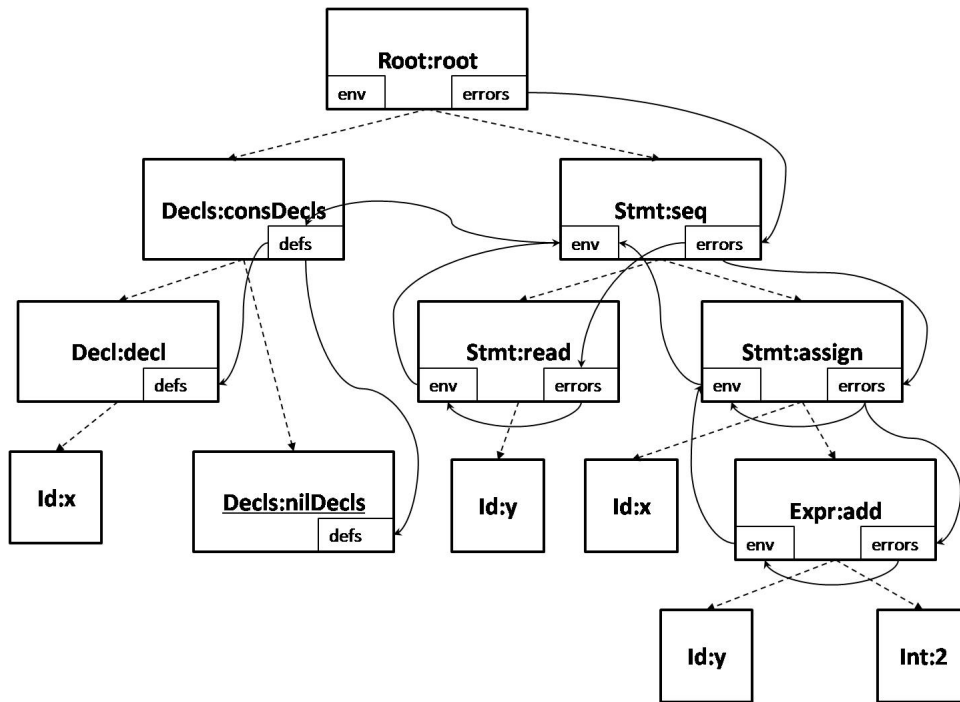 Root:root
env errors
Decls:consDecls
defs
Stmt:seq
env errors
Decl:decl
defs
Stmt:read
env errors
Stmt:assign
env errors
Id:x
Decls:nilDecls
defs
Id:y
Id:x
Expr:add
env errors
Id:y
Int:2